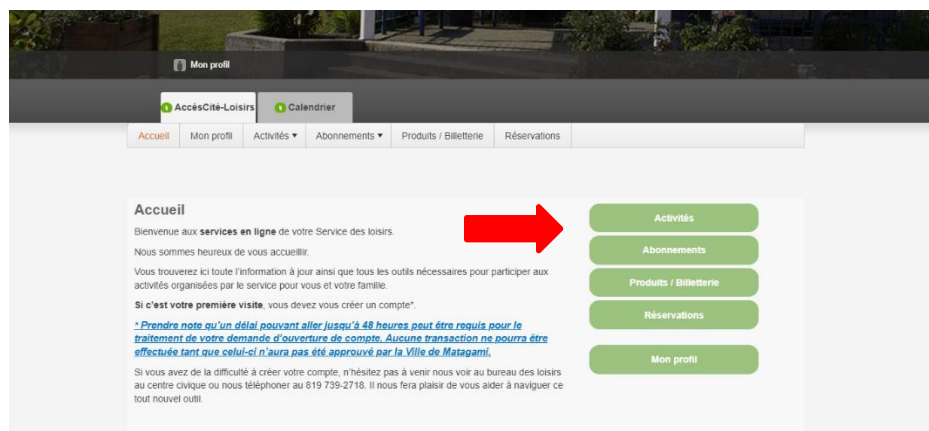 Mon profil
AccèsCité-Loisirs
Calendrier
Accueil Mon profil Activités Abonnements Produits / Billetterie Réservations
Accueil
Bienvenue aux services en ligne de votre Service des loisirs.
Nous sommes heureux de vous accueillir.
Vous trouverez ici toute l'information à jour ainsi que tous les outils nécessaires pour participer aux
activités organisées par le service pour vous et votre famille.
Si c'est votre première visite, vous devez vous créer un compte*.
* Prendre note qu'un délai pouvant aller jusqu'à 48 heures peut être requis pour le
traitement de votre demande d'ouverture de compte. Aucune transaction ne pourra être
effectuée tant que celui-ci n'aura pas été approuvé par la Ville de Matagami.
Si vous avez de la difficulté à créer votre compte, n'hésitez pas à venir nous voir au bureau des loisirs
au centre civique ou nous téléphoner au 819 739-2718. Il nous fera plaisir de vous aider à naviguer ce
tout nouvel outil.
Activités
Abonnements
Produits / Billetterie
Réservations
Mon profil